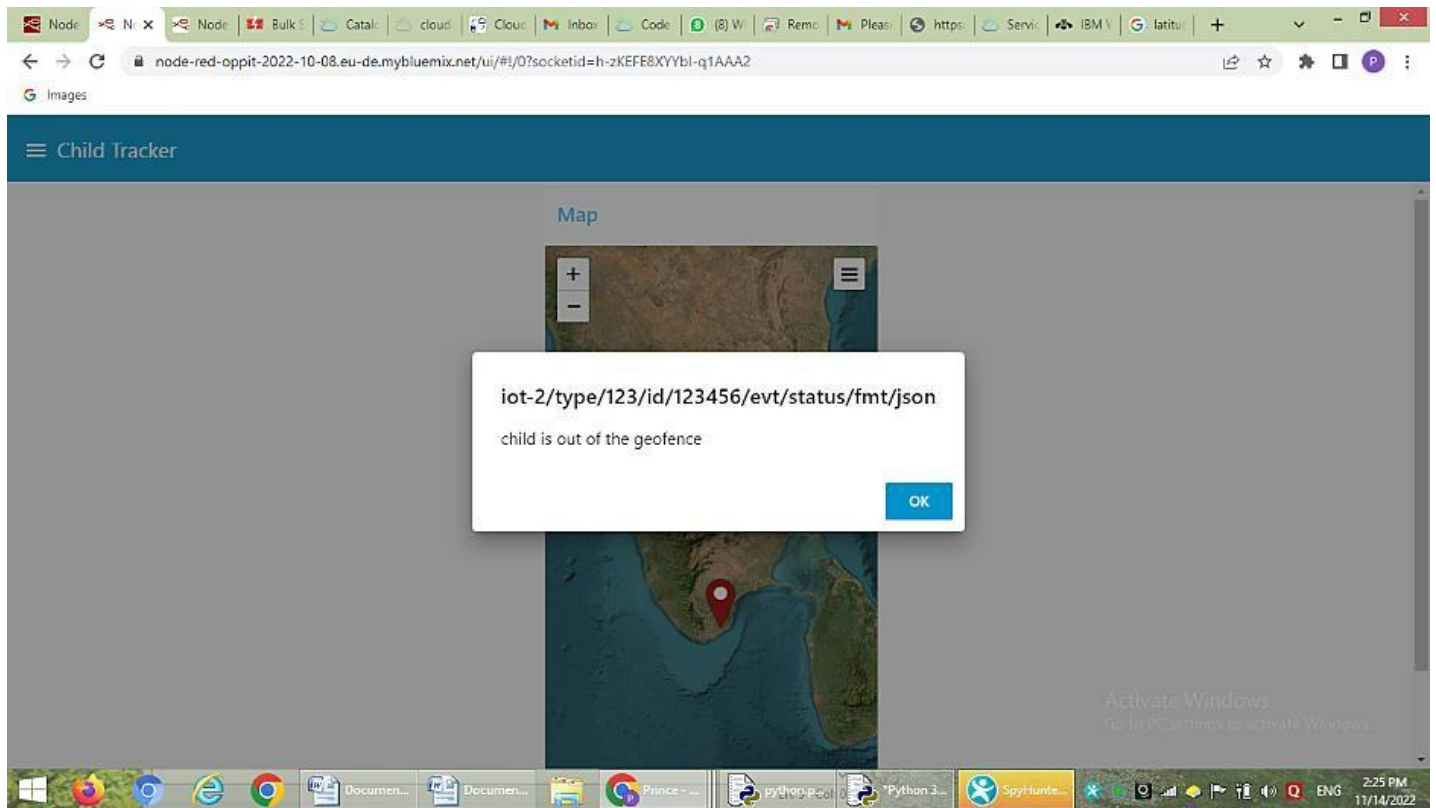 Node
N
Node
Bulk S
Catalo
cloud
Cloud
Inbox
Code
(8) W
Remo
Pleas
https:
Servic
IBM W
latitud
node-red-oppit-2022-10-08.eu-de.mybluemix.net/ui/#!/0?socketid=h-zKEFE8XYYbI-q1AAA2
P
Images
Child Tracker
Map
+
−
iot-2/type/123/id/123456/evt/status/fmt/json
child is out of the geofence
OK
Activate Windows
Go to PC settings to activate Windows.
Documen...
Documen...
Prince - ...
python.p...
*Python 3...
SpyHunte...
ENG
2:25 PM
11/14/2022